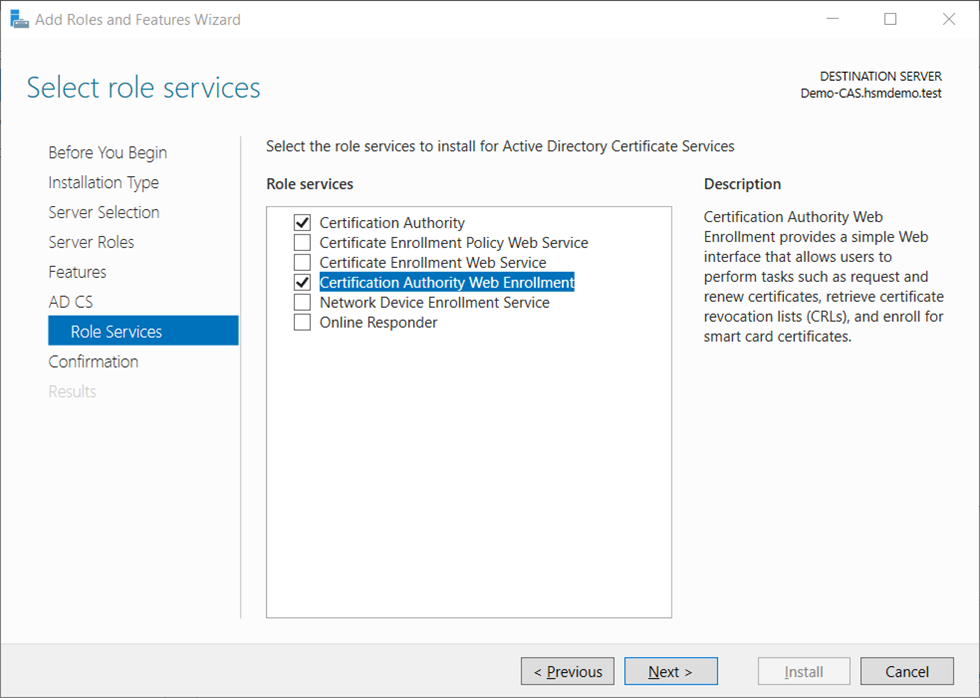 Add Roles and Features Wizard
Select role services
DESTINATION SERVER
Demo-CAS.hsmdemo.test
Before You Begin
Installation Type
Server Selection
Server Roles
Features
AD CS
Role Services
Confirmation
Results
Select the role services to install for Active Directory Certificate Services
Role services
Certification Authority
Certificate Enrollment Policy Web Service
Certificate Enrollment Web Service
Certification Authority Web Enrollment
Network Device Enrollment Service
Online Responder
Description
Certification Authority Web
Enrollment provides a simple Web
interface that allows users to
perform tasks such as request and
renew certificates, retrieve certificate
revocation lists (CRLs), and enroll for
smart card certificates.
< Previous
Next >
Install
Cancel